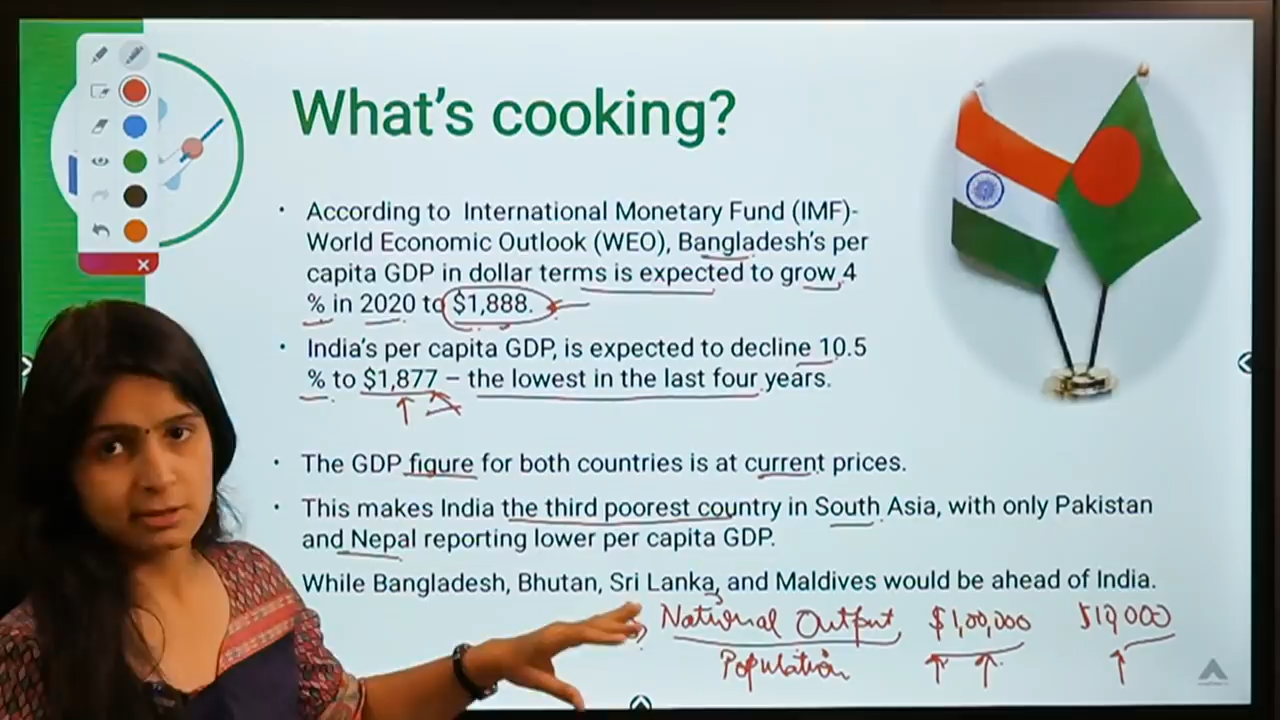 What's cooking?
· According to International Monetary Fund (IMF)-
World Economic Outlook (WEO), Bangladesh's per
capita GDP in dollar terms is expected to grow 4
% in 2020 to $1,888.
· India's per capita GDP, is expected to decline 10.5
% to $1,877 – the lowest in the last four years.
· The GDP figure for both countries is at current prices.
· This makes India the third poorest country in South Asia, with only Pakistan
and Nepal reporting lower per capita GDP.
While Bangladesh, Bhutan, Sri Lanka, and Maldives would be ahead of India.
National Output $1,00,000 $10,000
Population